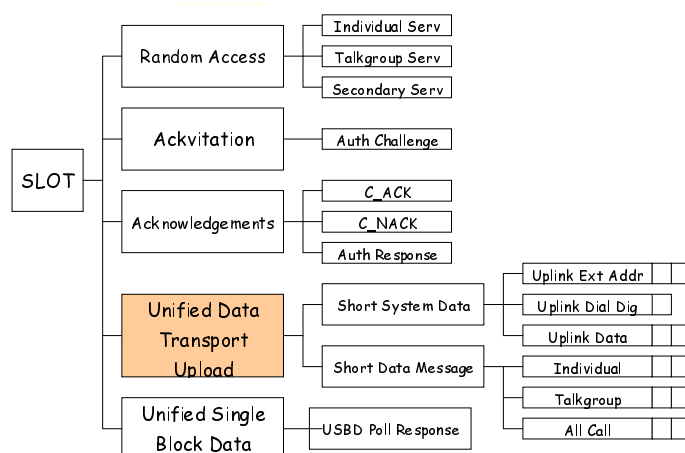 SLOT
Random Access
Individual Serv
Talkgroup Serv
Secondary Serv
Ackvitation
Auth Challenge
Acknowledgements
C_ACK
C_NACK
Auth Response
Unified Data
Transport
Upload
Short System Data
Uplink Ext Addr
Uplink Dial Dig
Uplink Data
Short Data Message
Individual
Talkgroup
All Call
Unified Single
Block Data
USBD Poll Response